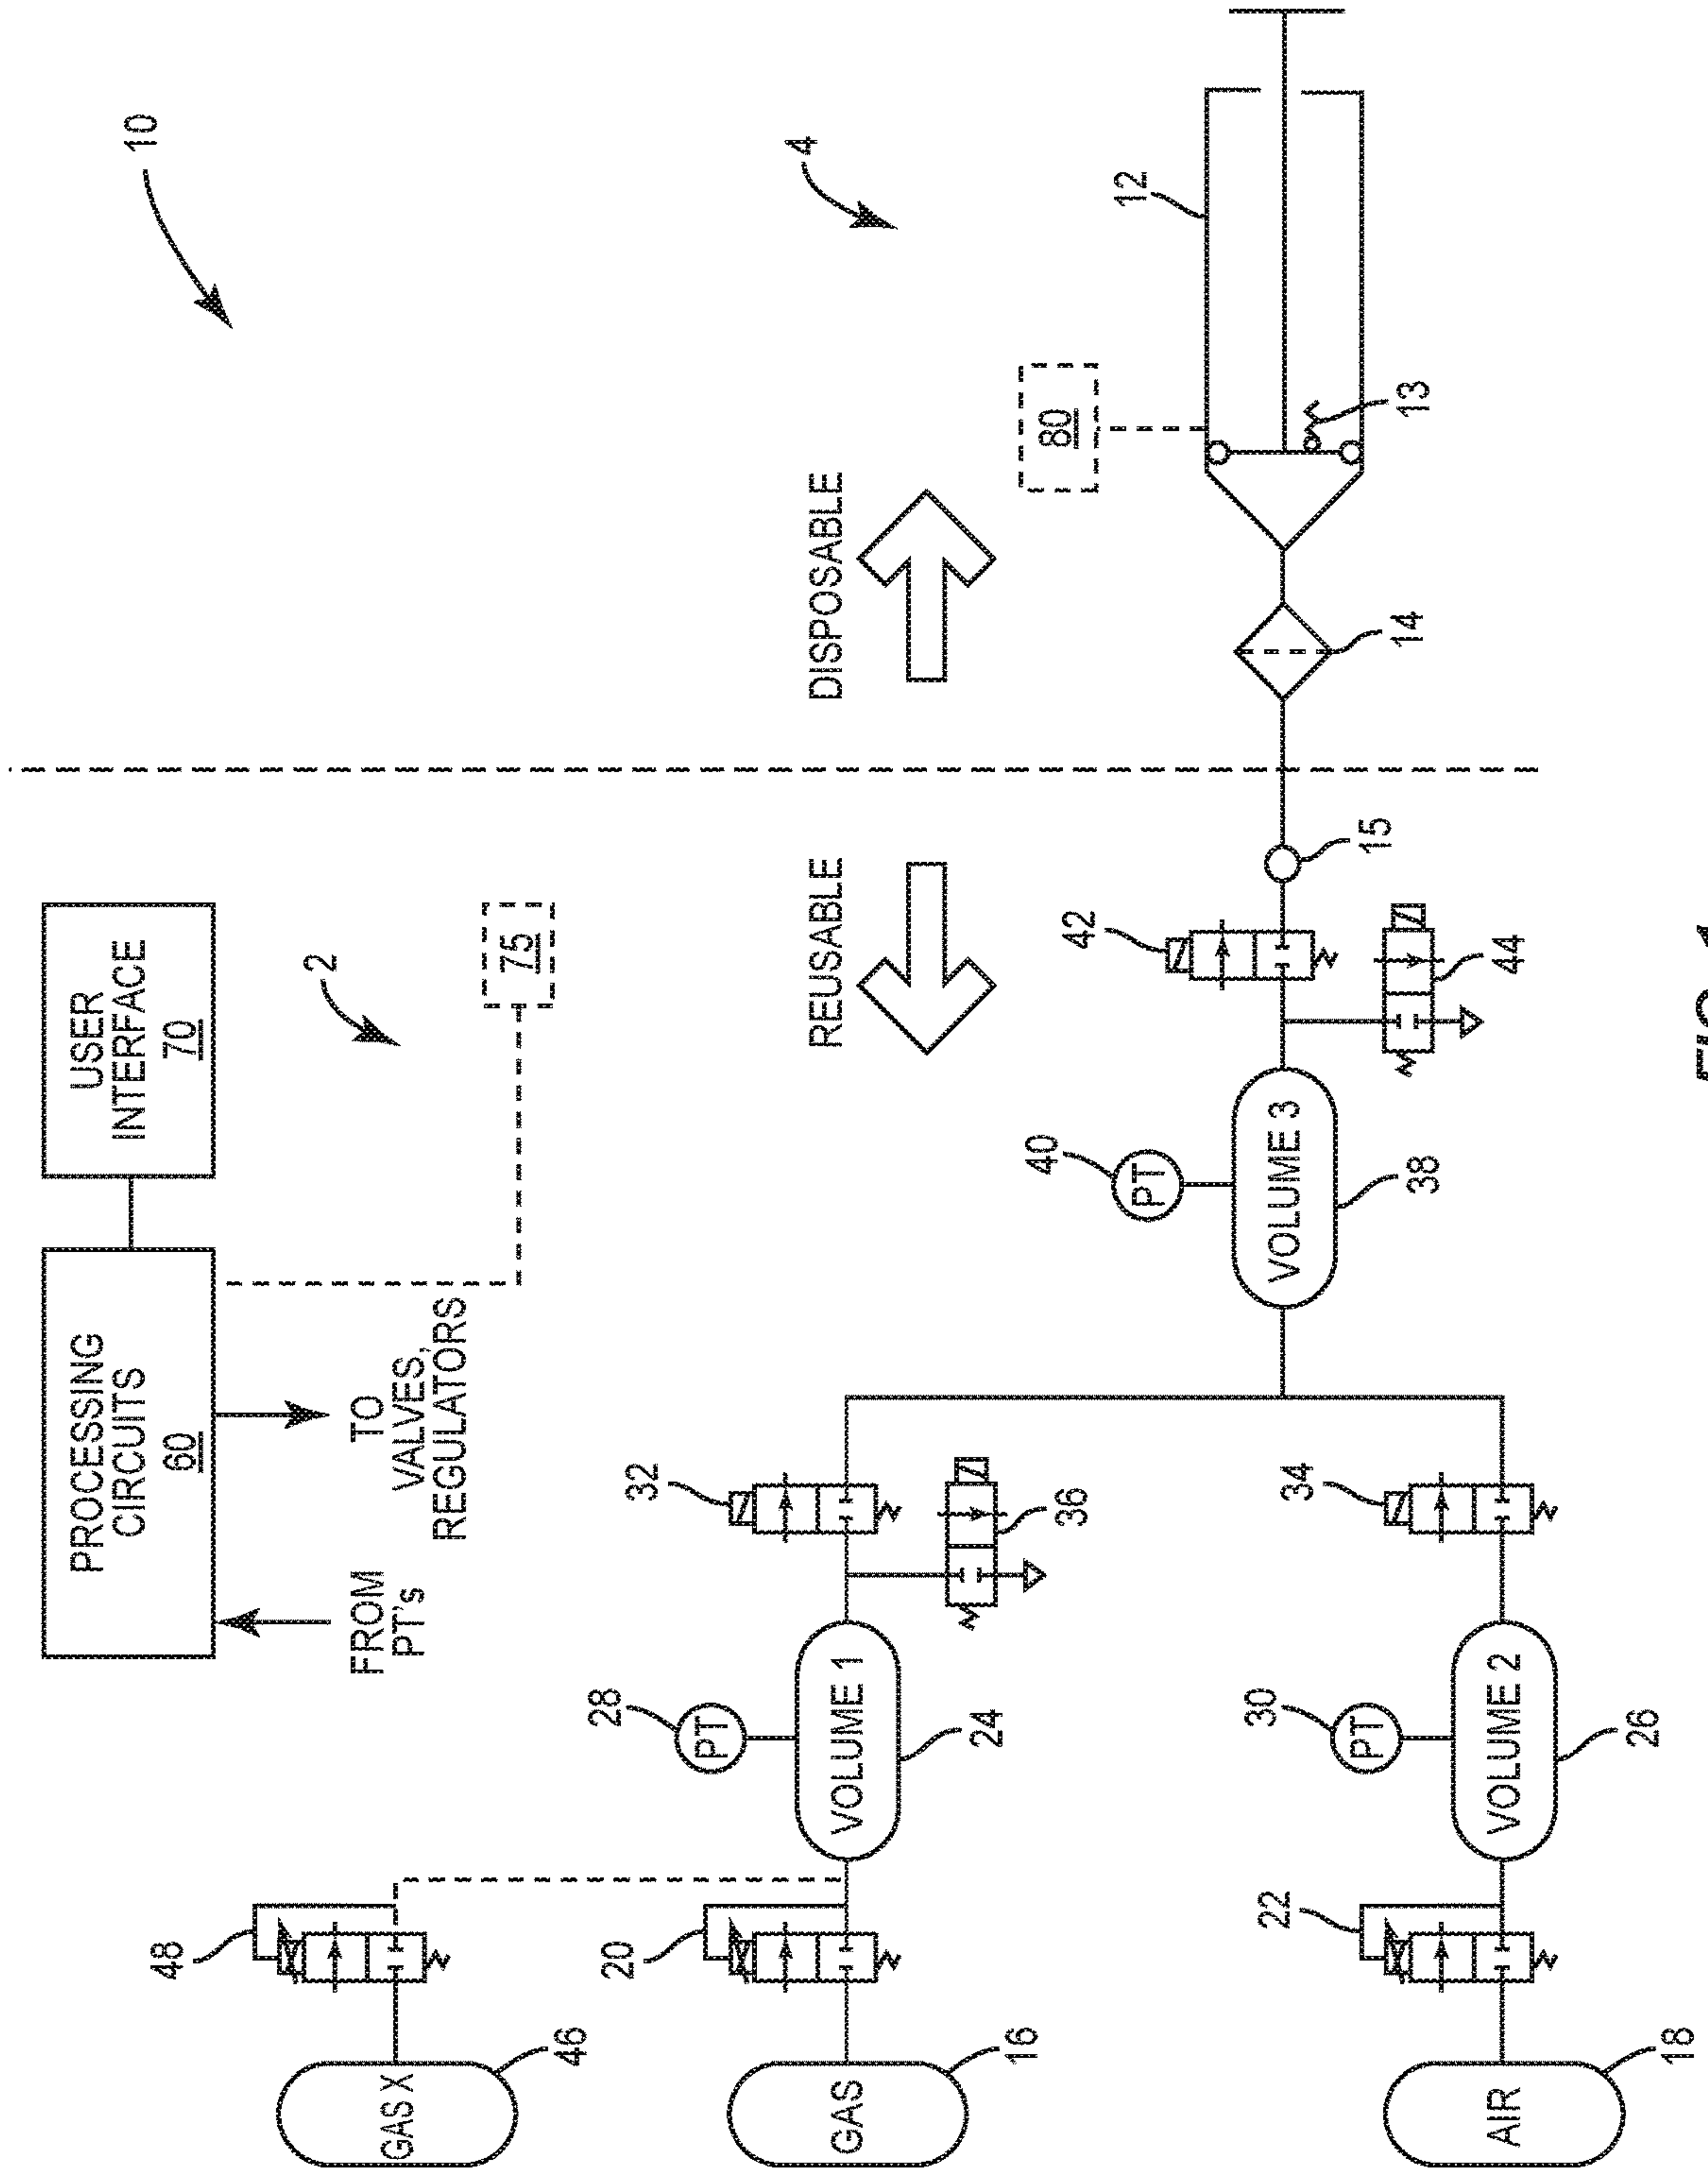 PROCESSING
CIRCUITS
60
USER
INTERFACE
70
10
FROM
PT's
TO
VALVES,
REGULATORS
2
75
48
GAS X
46
28
PT
32
20
GAS
VOLUME 1
24
16
36
REUSABLE
DISPOSABLE
4
80
40
PT
42
12
VOLUME 3
38
15
14
13
44
22
30
PT
34
AIR
VOLUME 2
18
26